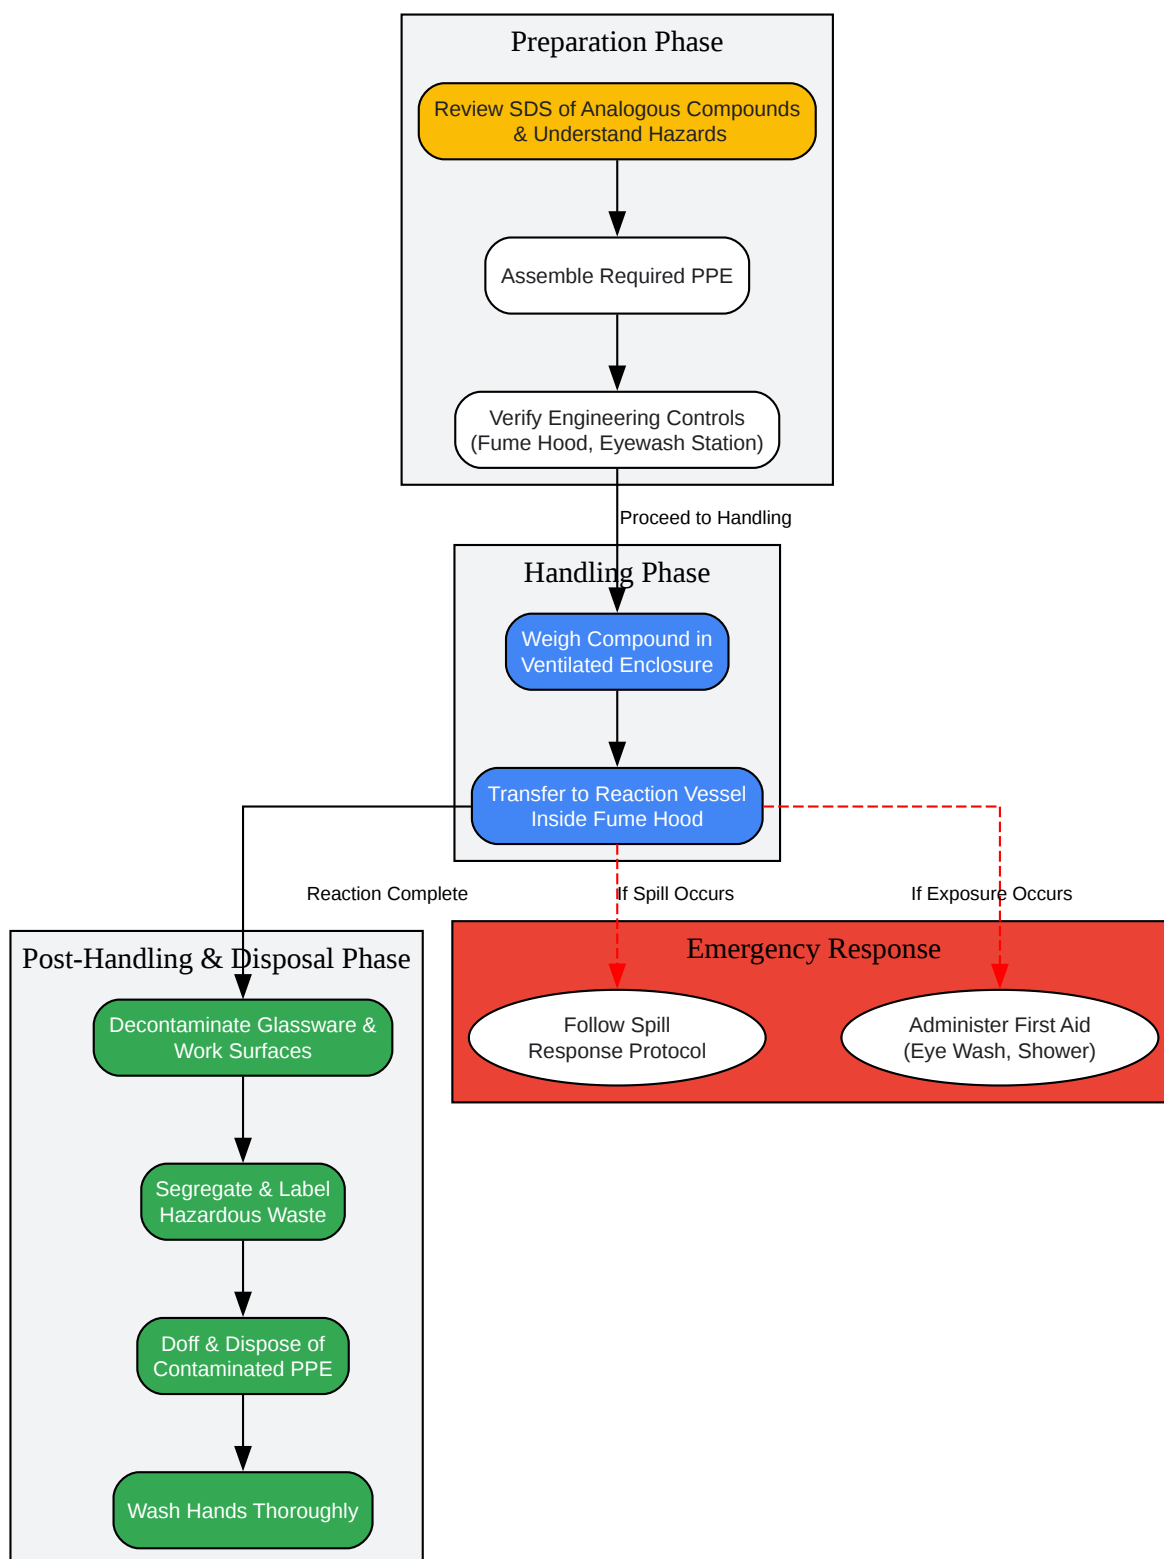 Preparation Phase
Review SDS of Analogous Compounds
& Understand Hazards
Assemble Required PPE
Verify Engineering Controls
(Fume Hood, Eyewash Station)
Proceed to Handling
Handling Phase
Weigh Compound in
Ventilated Enclosure
Transfer to Reaction Vessel
Inside Fume Hood
Reaction Complete
If Spill Occurs
If Exposure Occurs
Post-Handling & Disposal Phase
Decontaminate Glassware &
Work Surfaces
Segregate & Label
Hazardous Waste
Doff & Dispose of
Contaminated PPE
Wash Hands Thoroughly
Emergency Response
Follow Spill
Response Protocol
Administer First Aid
(Eye Wash, Shower)